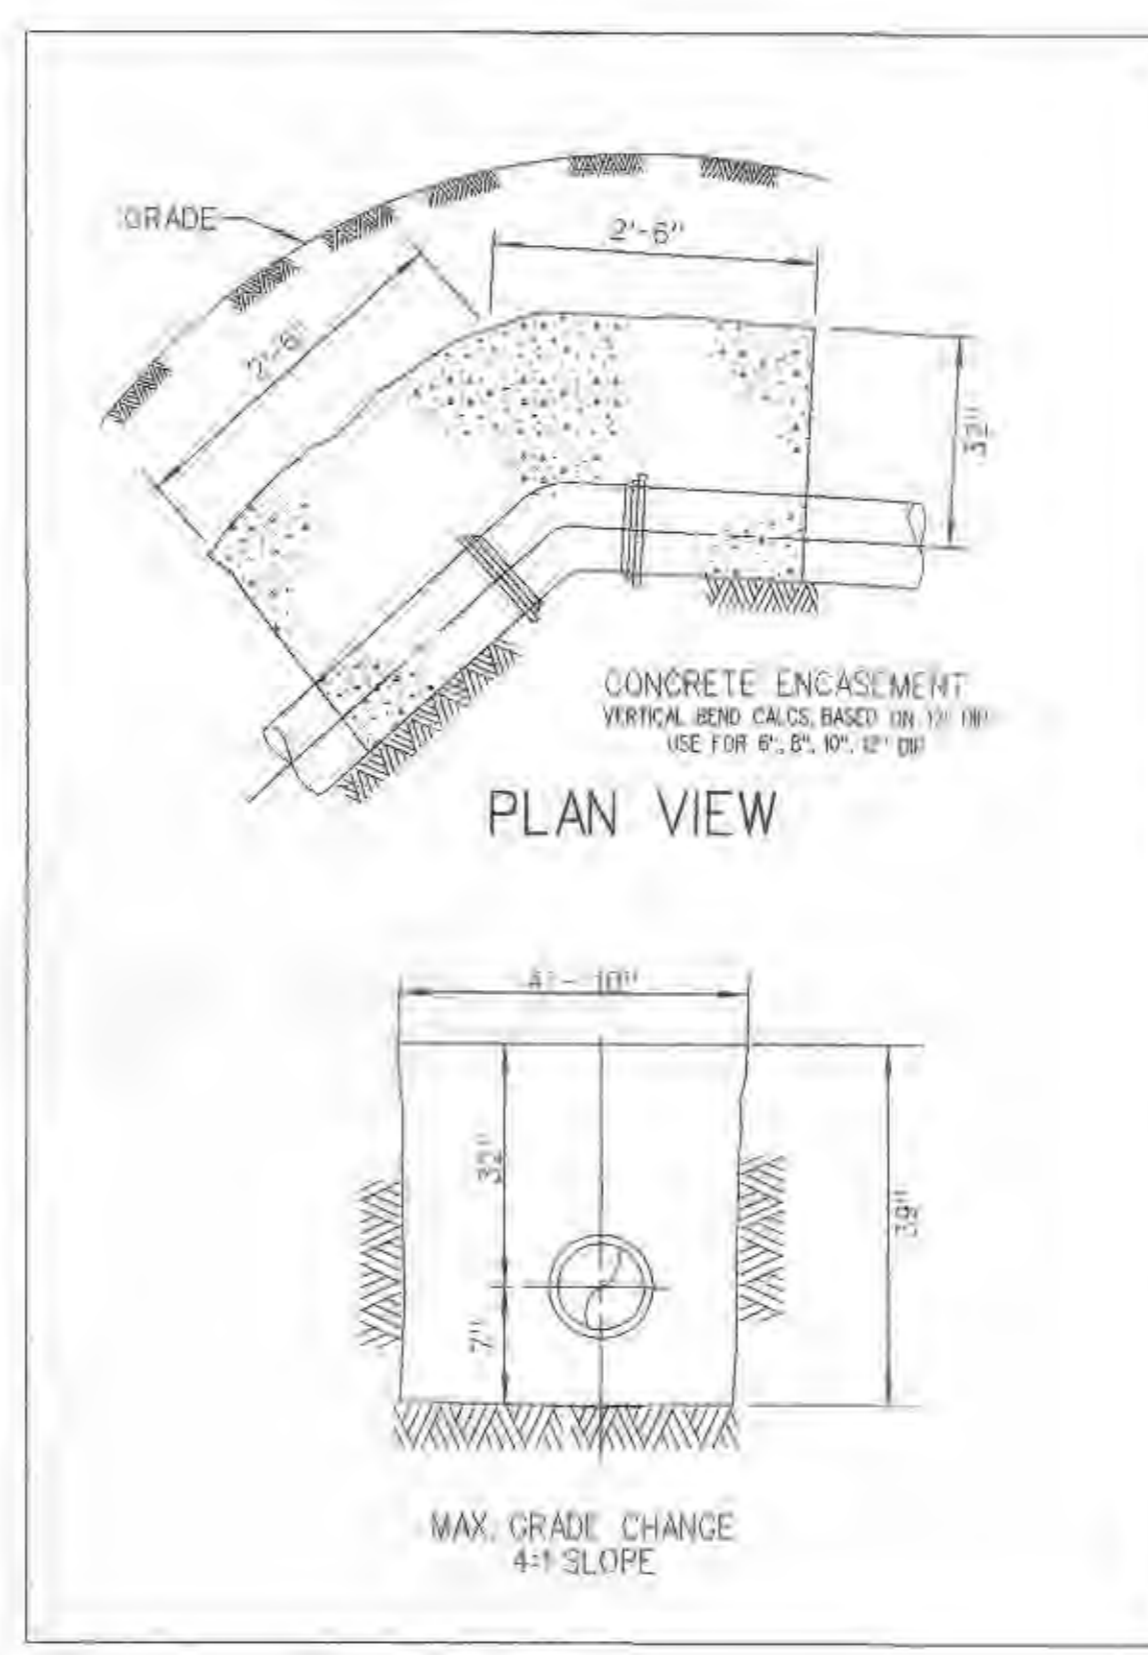 GRADE
2'-6"
2'-6"
32"
CONCRETE ENCASEMENT
VERTICAL BEND CALCS. BASED ON 12" DIP
USE FOR 6", 8", 10", 12" DIP
PLAN VIEW
10"
32"
39"
7"
MAX. GRADE CHANGE
4:1 SLOPE